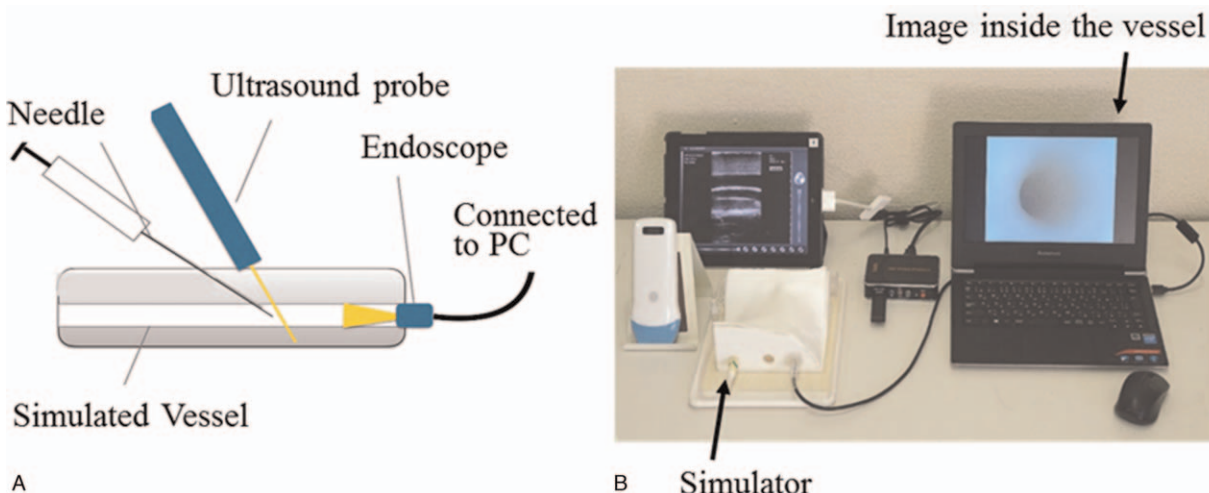 Needle
Ultrasound probe
Endoscope
Connected
to PC
Simulated Vessel
A
Image inside the vessel
Simulator
B